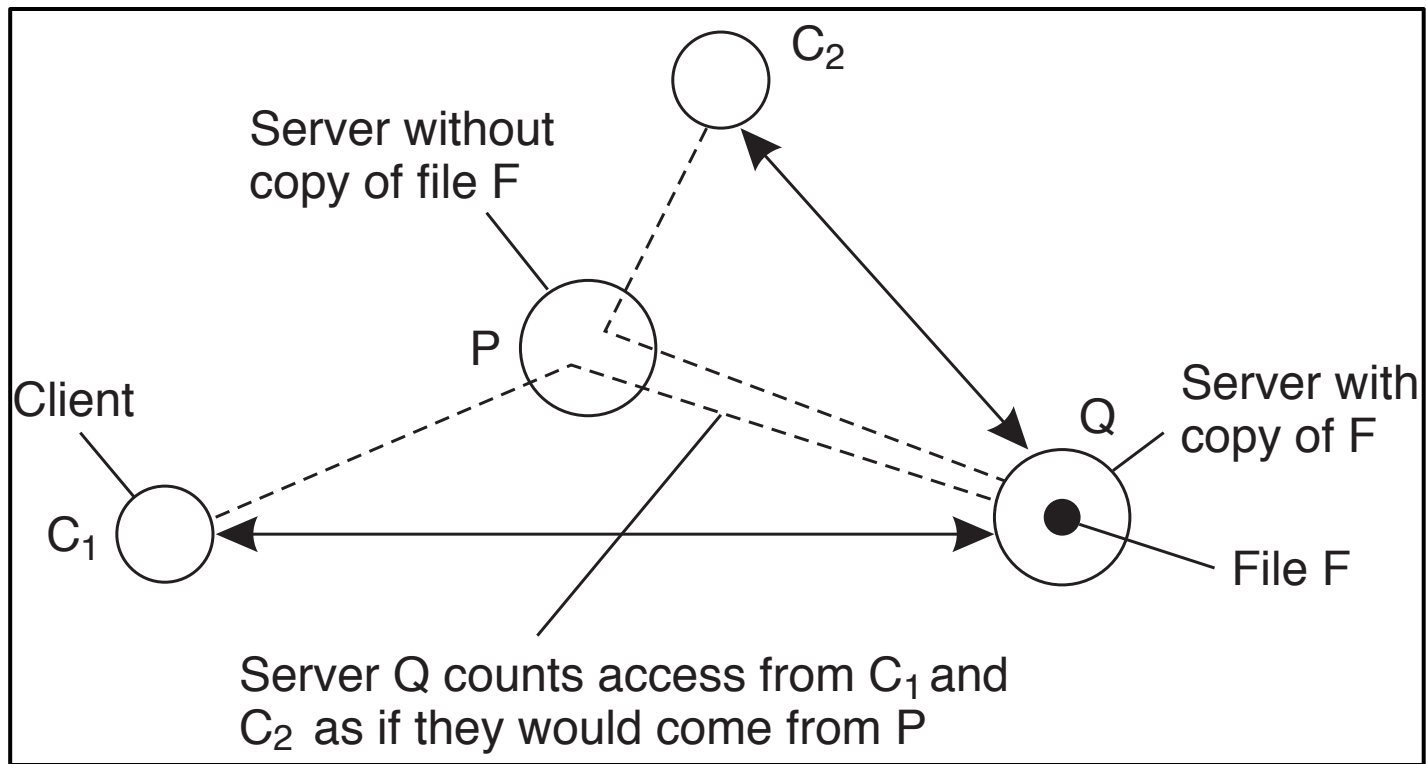 C₂
Server without
copy of file F
P
Client
Server with
copy of F
Q
C₁
File F
Server Q counts access from C₁ and
C₂ as if they would come from P